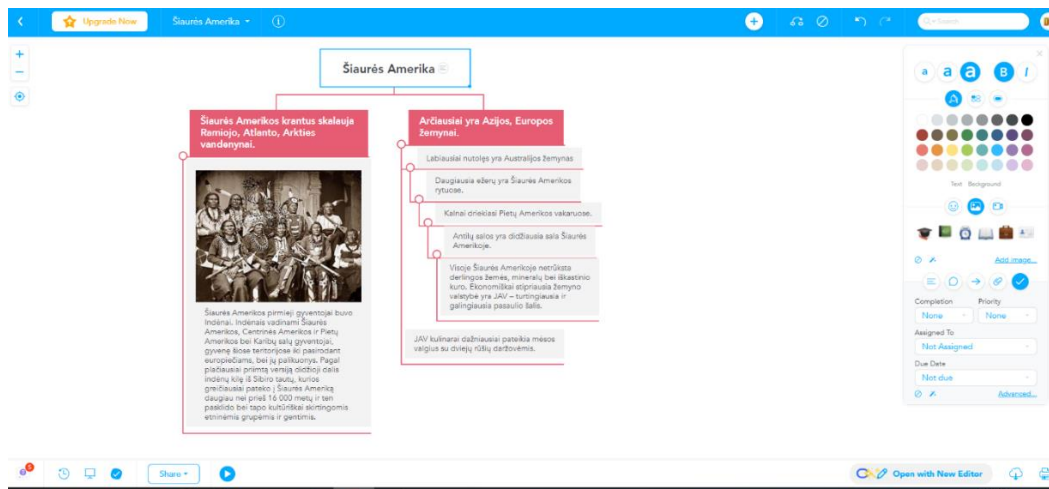 Upgrade Now
Šiaurės Amerika
Search
Šiaurės Amerika
Šiaurės Amerikos krantus skalauja
Ramiojo, Atlanto, Arkties
vandenynai.
Šiaurės Amerikos pirmieji gyventojai buvo
Indėnai. Indėnais vadinami Šiaurės
Amerikos, Centrinės Amerikos ir Pietų
Amerikos bei Karibų salų gyventojai,
gyvenę šiose teritorijose iki pasirodant
europiečiams, bei jų palikuonys. Pagal
plačiausiai priimtą versiją didžioji dalis
indėnų kilę iš Sibiro tautų, kurios
greičiausiai pateko į Šiaurės Ameriką
daugiau nei prieš 16 000 metų ir ten
pasklido bei tapo kultūriškai skirtingomis
etninėmis grupėmis ir gentimis.
Arčiausiai yra Azijos, Europos
žemynai.
Labiausiai nutolęs yra Australijos žemynas
Daugiausia ežerų yra Šiaurės Amerikos
rytuose.
Kalnai driekiasi Pietų Amerikos vakaruose.
Antilų salos yra didžiausia sala Šiaurės
Amerikoje.
Visoje Šiaurės Amerikoje netrūksta
derlingos žemės, mineralų bei iškastinio
kuro. Ekonomiškai stipriausia žemyno
valstybė yra JAV – turtingiausia ir
galingiausia pasaulio šalis.
JAV kulinarai dažniausiai pateikia mėsos
valgius su dviejų rūšių daržovėmis.
a a a B I
Text Background
Add image...
Completion Priority
None None
Assigned To
Not Assigned
Due Date
Not due
Advanced...
Share
Open with New Editor